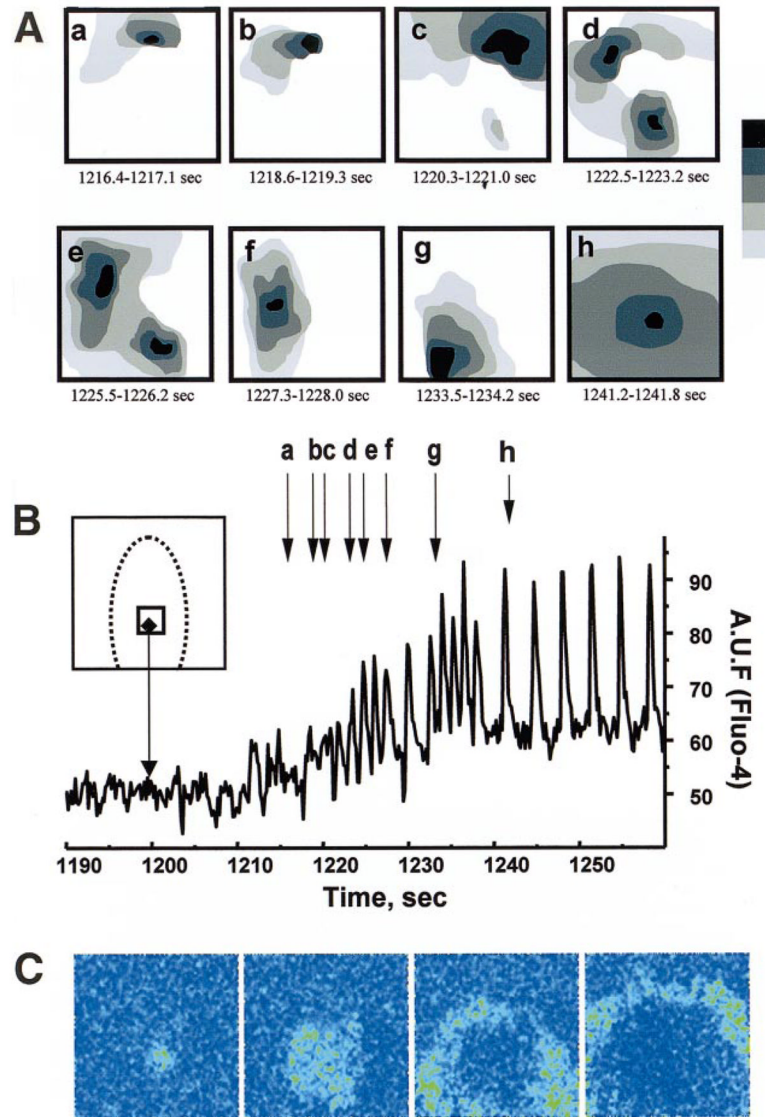 A
a b c d
1216.4-1217.1 sec 1218.6-1219.3 sec 1220.3-1221.0 sec 1222.5-1223.2 sec
e f g h
1225.5-1226.2 sec 1227.3-1228.0 sec 1233.5-1234.2 sec 1241.2-1241.8 sec
a b c d e f g h
B
90
80
70
60
50
A.U.F (Fluo-4)
1190 1200 1210 1220 1230 1240 1250
Time, sec
C